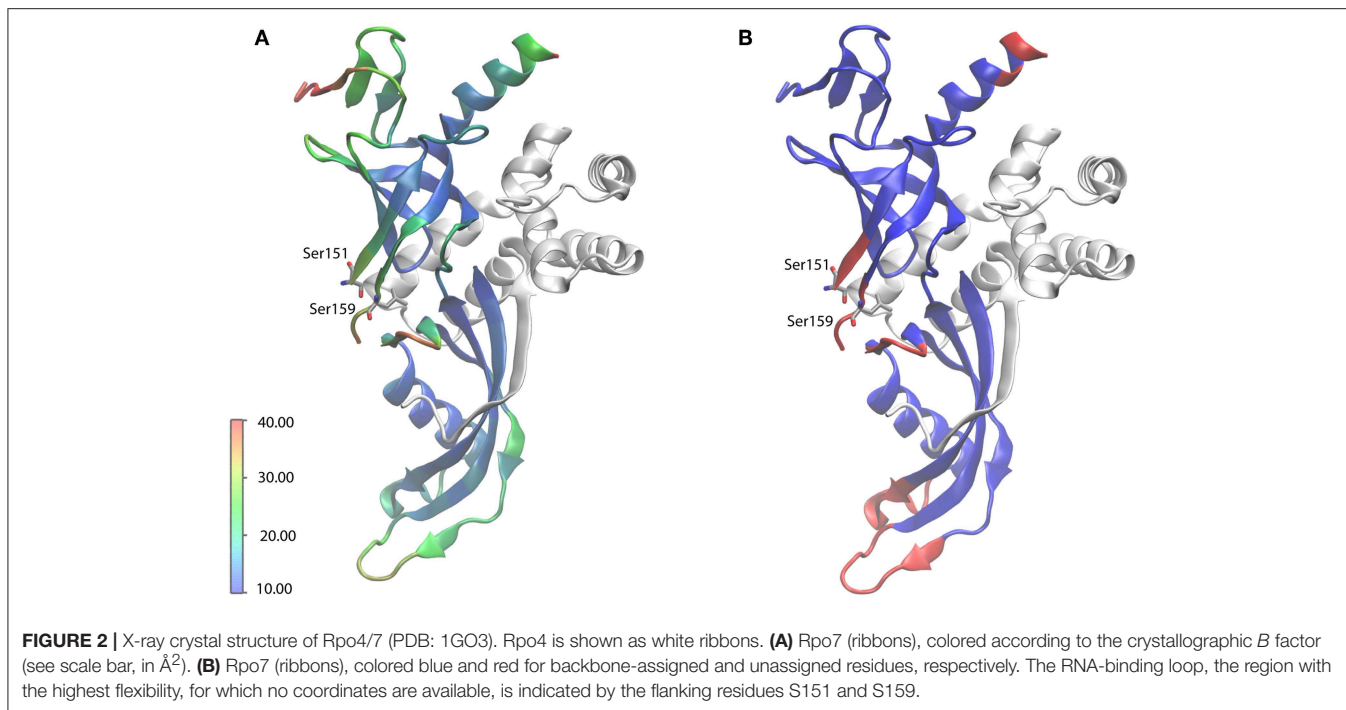 A
B
Ser151
Ser159
Ser151
Ser159
40.00
30.00
20.00
10.00
FIGURE 2 | X-ray crystal structure of Rpo4/7 (PDB: 1GO3). Rpo4 is shown as white ribbons. (A) Rpo7 (ribbons), colored according to the crystallographic B factor
(see scale bar, in Å²). (B) Rpo7 (ribbons), colored blue and red for backbone-assigned and unassigned residues, respectively. The RNA-binding loop, the region with
the highest flexibility, for which no coordinates are available, is indicated by the flanking residues S151 and S159.